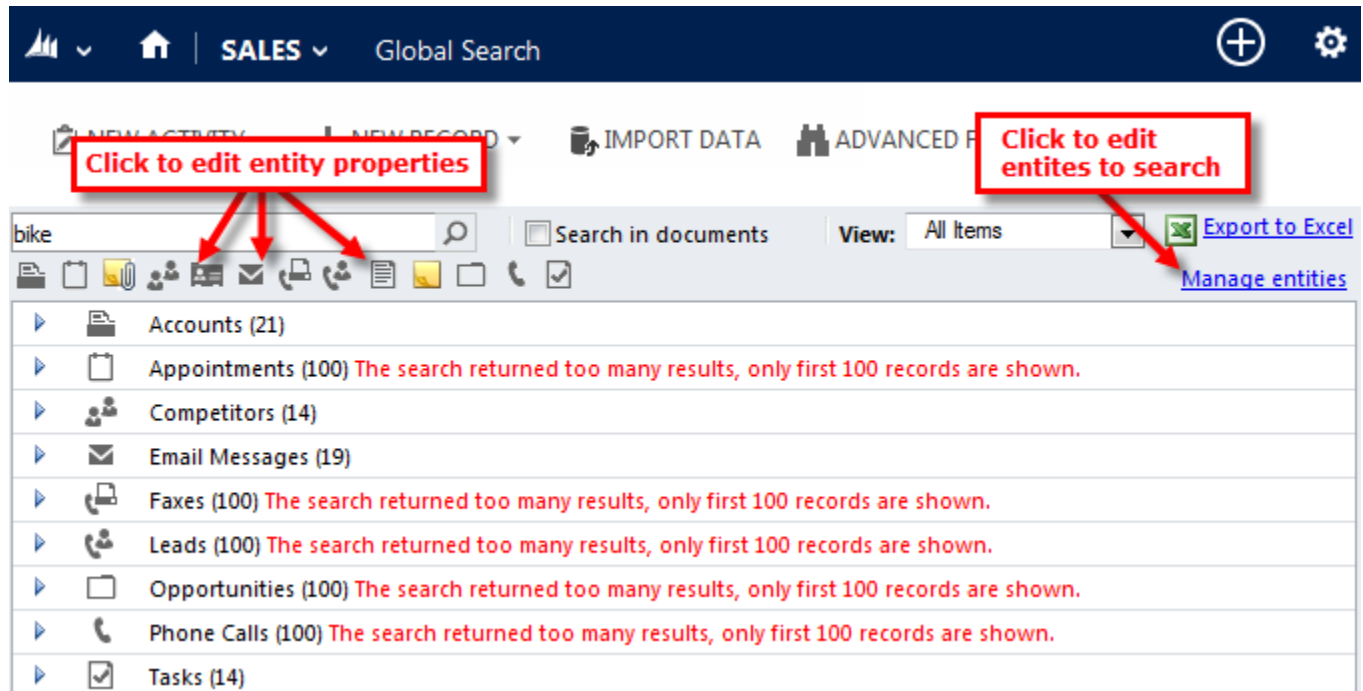 SALES Global Search
NEW ACTIVITY NEW RECORD IMPORT DATA ADVANCED F
Click to edit entity properties
Click to edit
entites to search
bike Search in documents View: All Items Export to Excel
Manage entities
Accounts (21)
Appointments (100) The search returned too many results, only first 100 records are shown.
Competitors (14)
Email Messages (19)
Faxes (100) The search returned too many results, only first 100 records are shown.
Leads (100) The search returned too many results, only first 100 records are shown.
Opportunities (100) The search returned too many results, only first 100 records are shown.
Phone Calls (100) The search returned too many results, only first 100 records are shown.
Tasks (14)